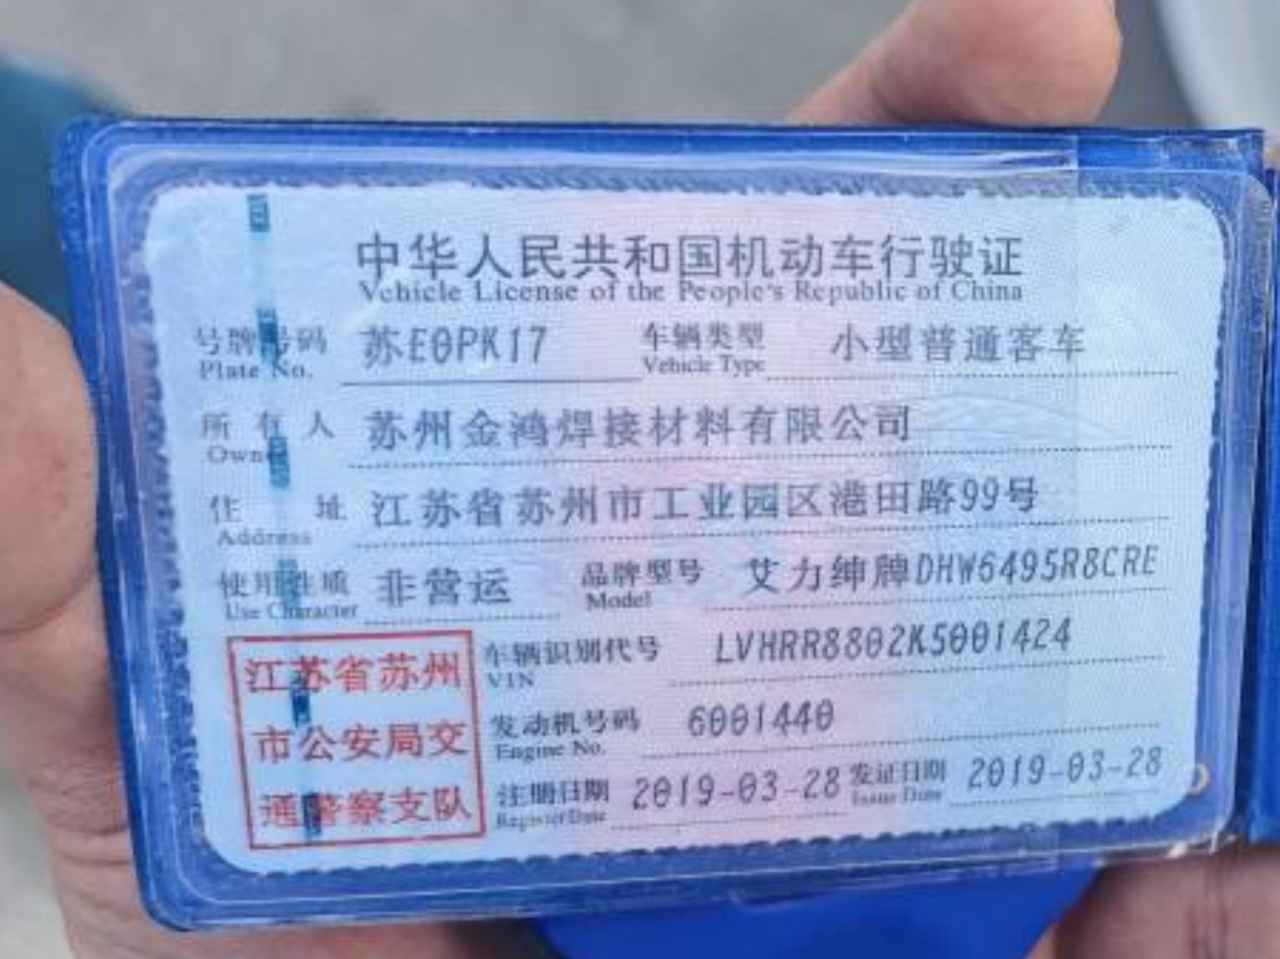 中华人民共和国机动车行驶证
Vehicle License of the People's Republic of China
号牌号码 苏E0PK17 车辆类型 小型普通客车
Plate No. Vehicle Type
所有人 苏州金鸿焊接材料有限公司
Owner
住址 江苏省苏州市工业园区港田路99号
Address
使用性质 非营运 品牌型号 艾力绅牌DHW6495R8CRE
Use Character Model
车辆识别代号 LVHRR8802K5001424
VIN
发动机号码 6001440
Engine No.
注册日期 2019-03-28 发证日期 2019-03-28
Register Date Issue Date
江苏省苏州
市公安局交
通警察支队